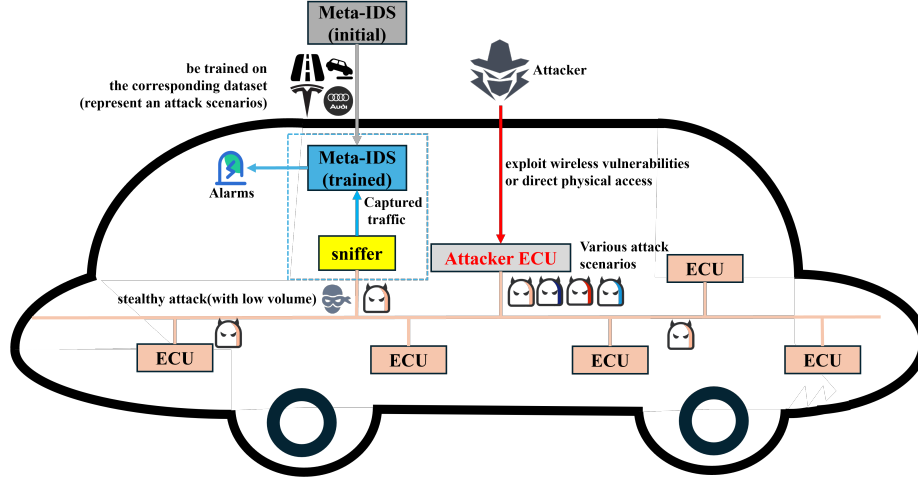 Meta-IDS
(initial)
be trained on
the corresponding dataset
(represent an attack scenarios)
Audi
Attacker
Meta-IDS
(trained)
Alarms
exploit wireless vulnerabilities
or direct physical access
Captured
traffic
sniffer
Attacker ECU
Various attack
scenarios
ECU
stealthy attack(with low volume)
ECU
ECU
ECU
ECU